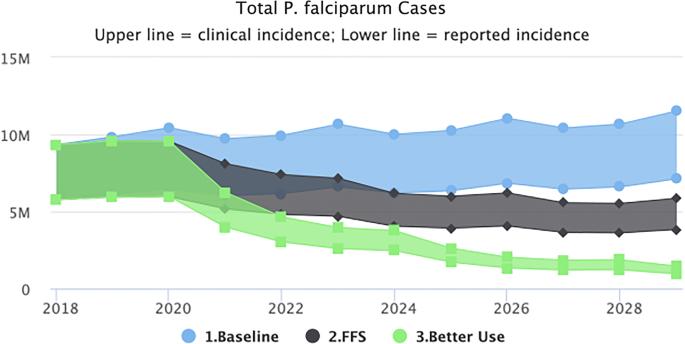 Total P. falciparum Cases
Upper line = clinical incidence; Lower line = reported incidence
15M
10M
5M
0
2018 2020 2022 2024 2026 2028
1.Baseline 2.FFS 3.Better Use